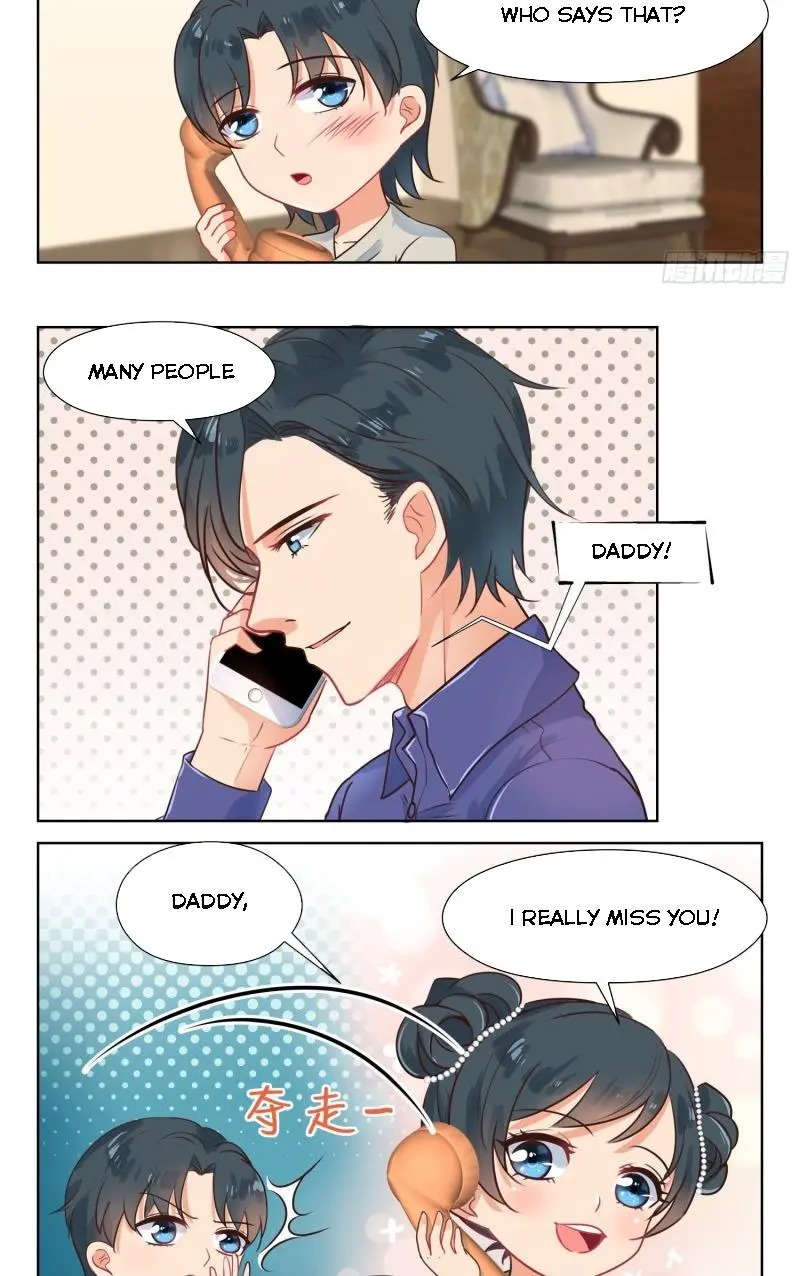 WHO SAYS THAT?
MANY PEOPLE
DADDY!
DADDY,
I REALLY MISS YOU!
夺走一